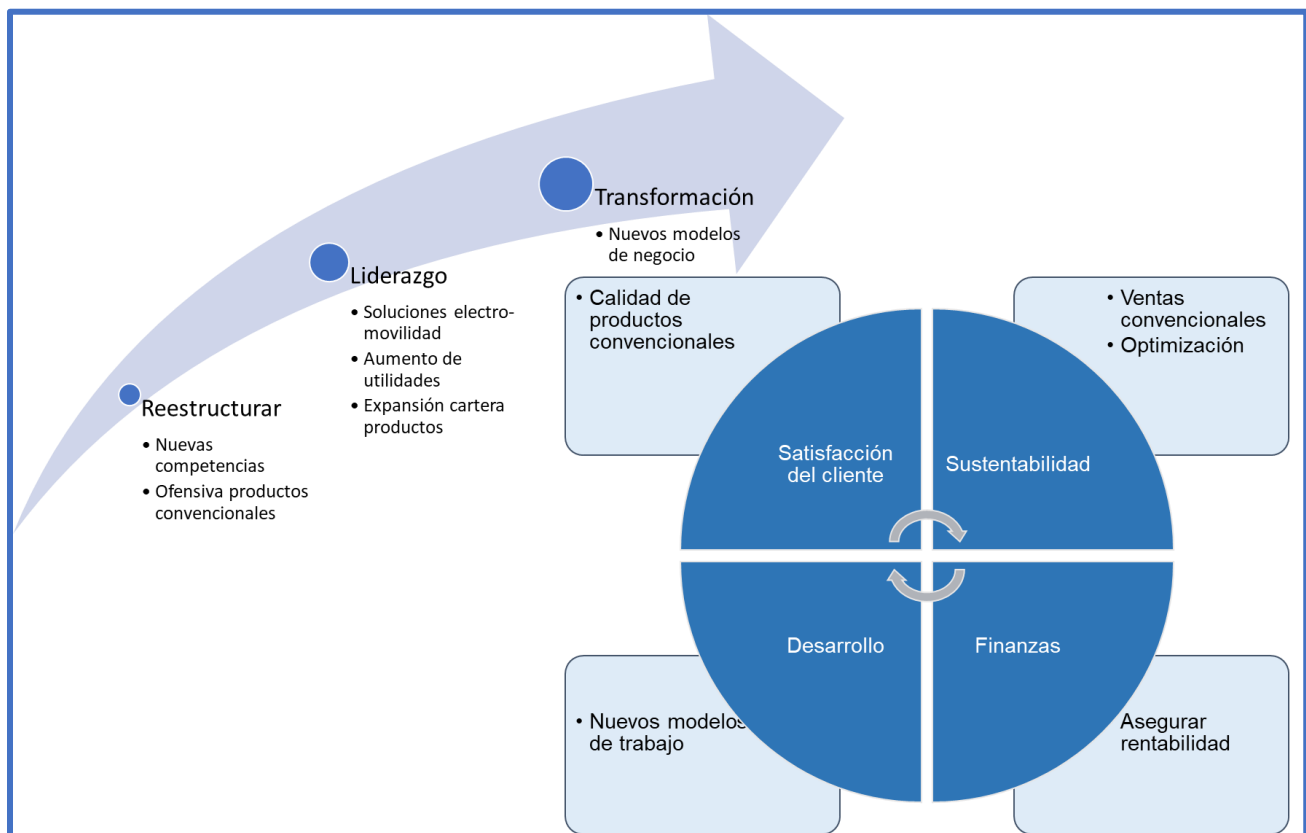 Transformación
• Nuevos modelos
de negocio
Liderazgo
• Soluciones electro-
movilidad
• Aumento de
utilidades
• Expansión cartera
productos
Reestructurar
• Nuevas
competencias
• Ofensiva productos
convencionales
• Calidad de
productos
convencionales
• Ventas
convencionales
• Optimización
Satisfacción
del cliente
Sustentabilidad
Desarrollo
Finanzas
• Nuevos modelos
de trabajo
Asegurar
rentabilidad